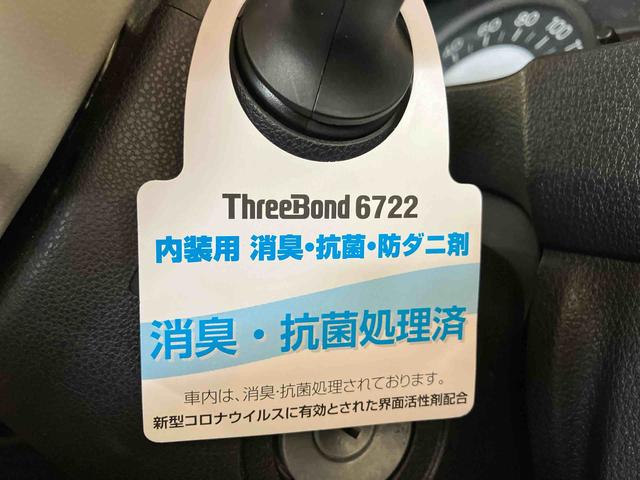 60 80 100
ThreeBond 6722
内装用 消臭・抗菌・防ダニ剤
消臭・抗菌処理済
車内は、消臭・抗菌処理されております。
新型コロナウイルスに有効とされた界面活性剤配合